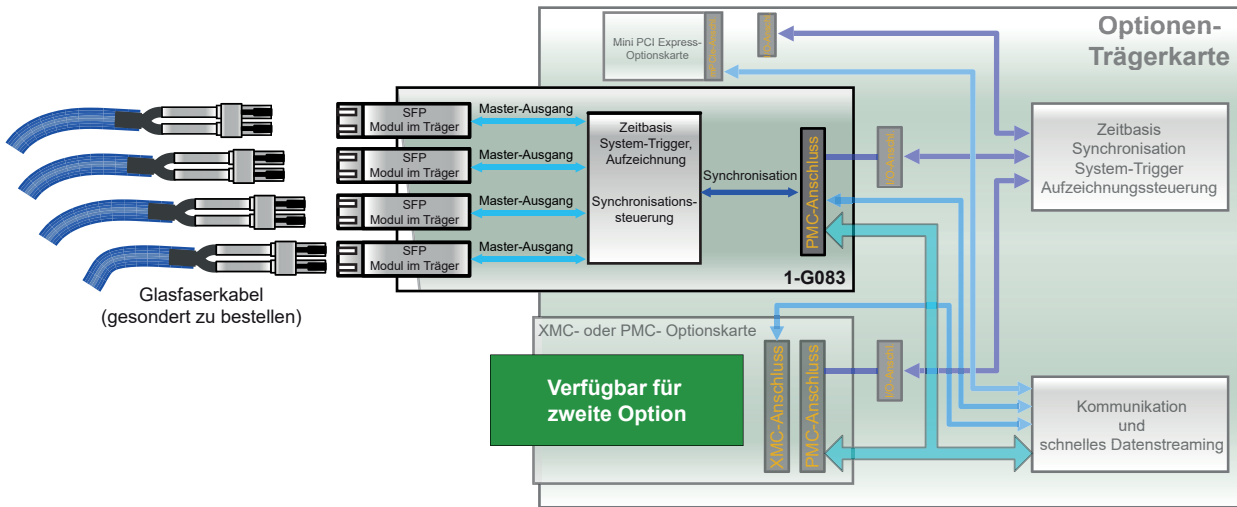 Optionen-
Trägerkarte
Mini PCI Express-
Optionskarte
I/O-Anschl
SFP
Modul im Träger
Master-Ausgang
SFP
Modul im Träger
Master-Ausgang
SFP
Modul im Träger
Master-Ausgang
SFP
Modul im Träger
Master-Ausgang
Zeitbasis
System-Trigger,
Aufzeichnung
Synchronisations-
steuerung
Synchronisation
PMC-Anschluss
I/O-Anschl
1-G083
Zeitbasis
Synchronisation
System-Trigger
Aufzeichnungssteuerung
Glasfaserkabel
(gesondert zu bestellen)
XMC- oder PMC- Optionskarte
Verfügbar für
zweite Option
XMC-Anschluss
PMC-Anschluss
I/O-Anschl
Kommunikation
und
schnelles Datenstreaming